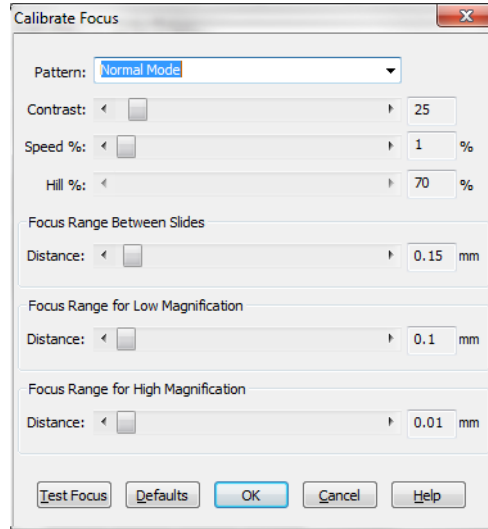 Calibrate Focus
Pattern: Normal Mode
Contrast: 25
Speed %: 1 %
Hill %: 70 %
Focus Range Between Slides
Distance: 0.15 mm
Focus Range for Low Magnification
Distance: 0.1 mm
Focus Range for High Magnification
Distance: 0.01 mm
Test Focus Defaults OK Cancel Help